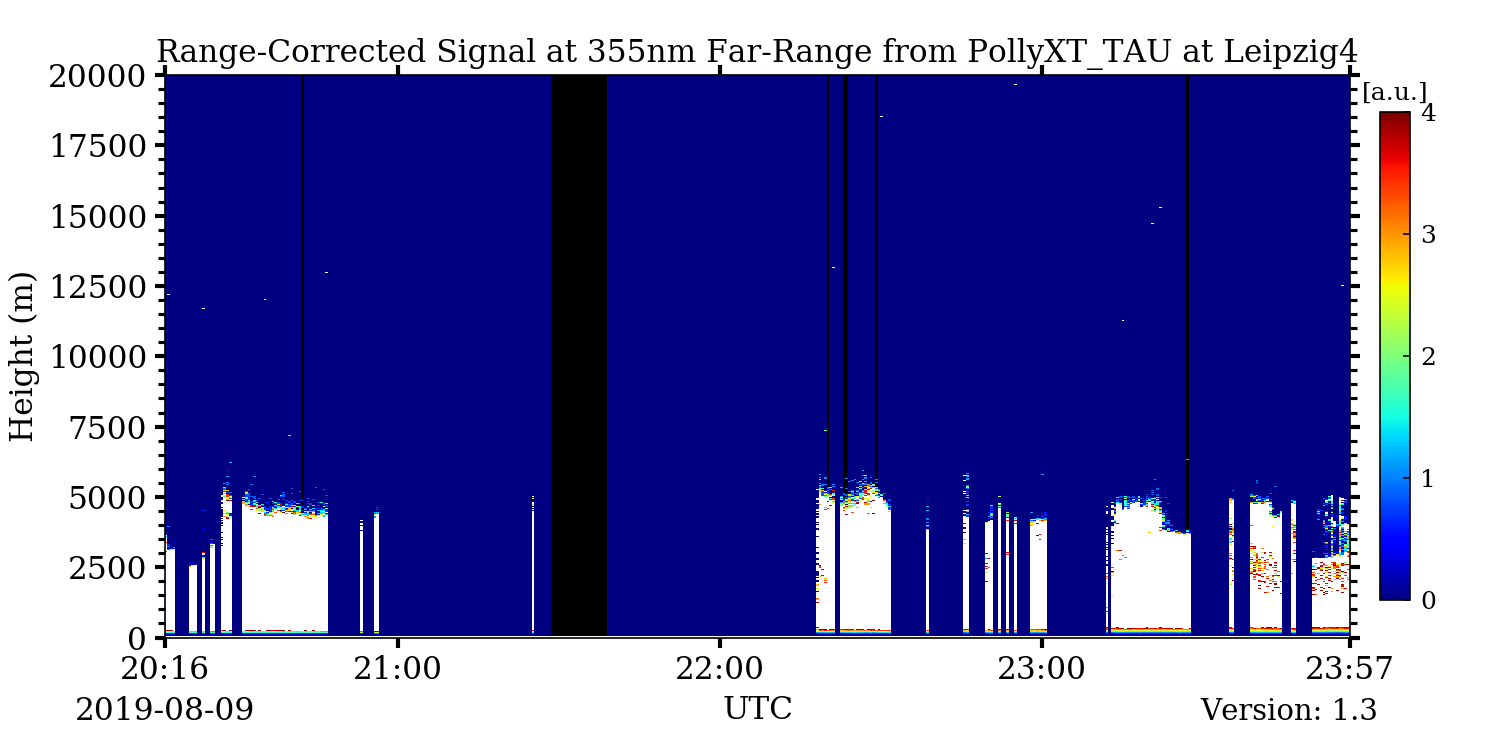 Range-Corrected Signal at 355nm Far-Range from PollyXT_TAU at Leipzig4
[a.u.]
20000
17500
15000
12500
10000
7500
5000
2500
0
Height (m)
4
3
2
1
0
20:16 21:00 22:00 23:00 23:57
2019-08-09 UTC Version: 1.3